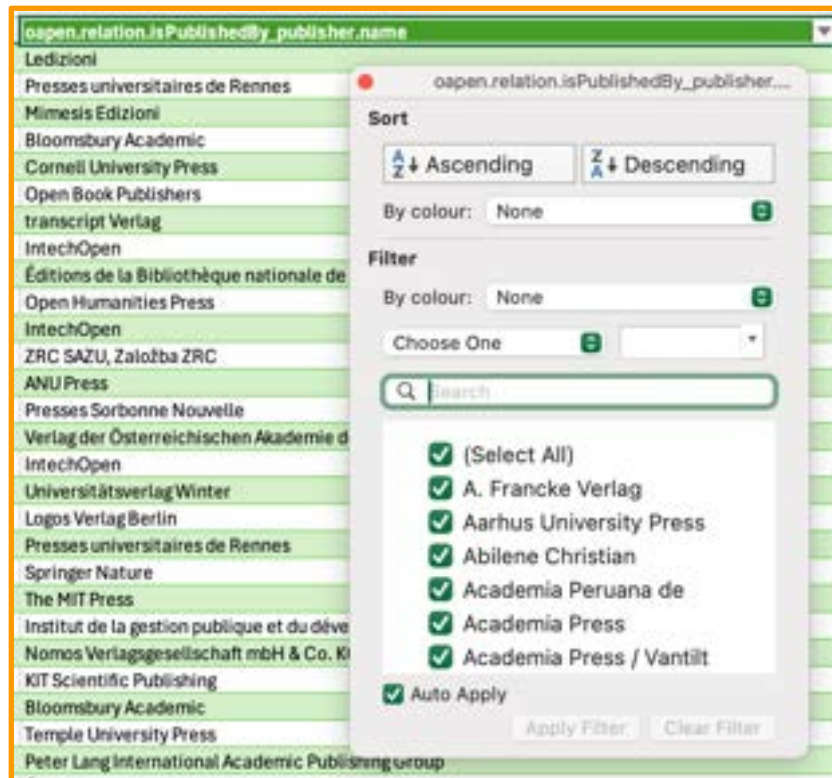 oapen.relation.isPublishedBy_publisher.name
Ledizioni
Presses universitaires de Rennes
Mimesis Edizioni
Bloomsbury Academic
Cornell University Press
Open Book Publishers
transcript Verlag
IntechOpen
Éditions de la Bibliothèque nationale de
Open Humanities Press
IntechOpen
ZRC SAZU, Založba ZRC
ANU Press
Presses Sorbonne Nouvelle
Verlag der Österreichischen Akademie d
IntechOpen
Universitätsverlag Winter
Logos Verlag Berlin
Presses universitaires de Rennes
Springer Nature
The MIT Press
Institut de la gestion publique et du déve
Nomos Verlagsgesellschaft mbH & Co. K
KIT Scientific Publishing
Bloomsbury Academic
Temple University Press
Peter Lang International Academic Publishing Group
oapen.relation.isPublishedBy_publisher....
Sort
Ascending
Descending
By colour: None
Filter
By colour: None
Choose One
Search
(Select All)
A. Francke Verlag
Aarhus University Press
Abilene Christian
Academia Peruana de
Academia Press
Academia Press / Vantilt
Auto Apply
Apply Filter
Clear Filter